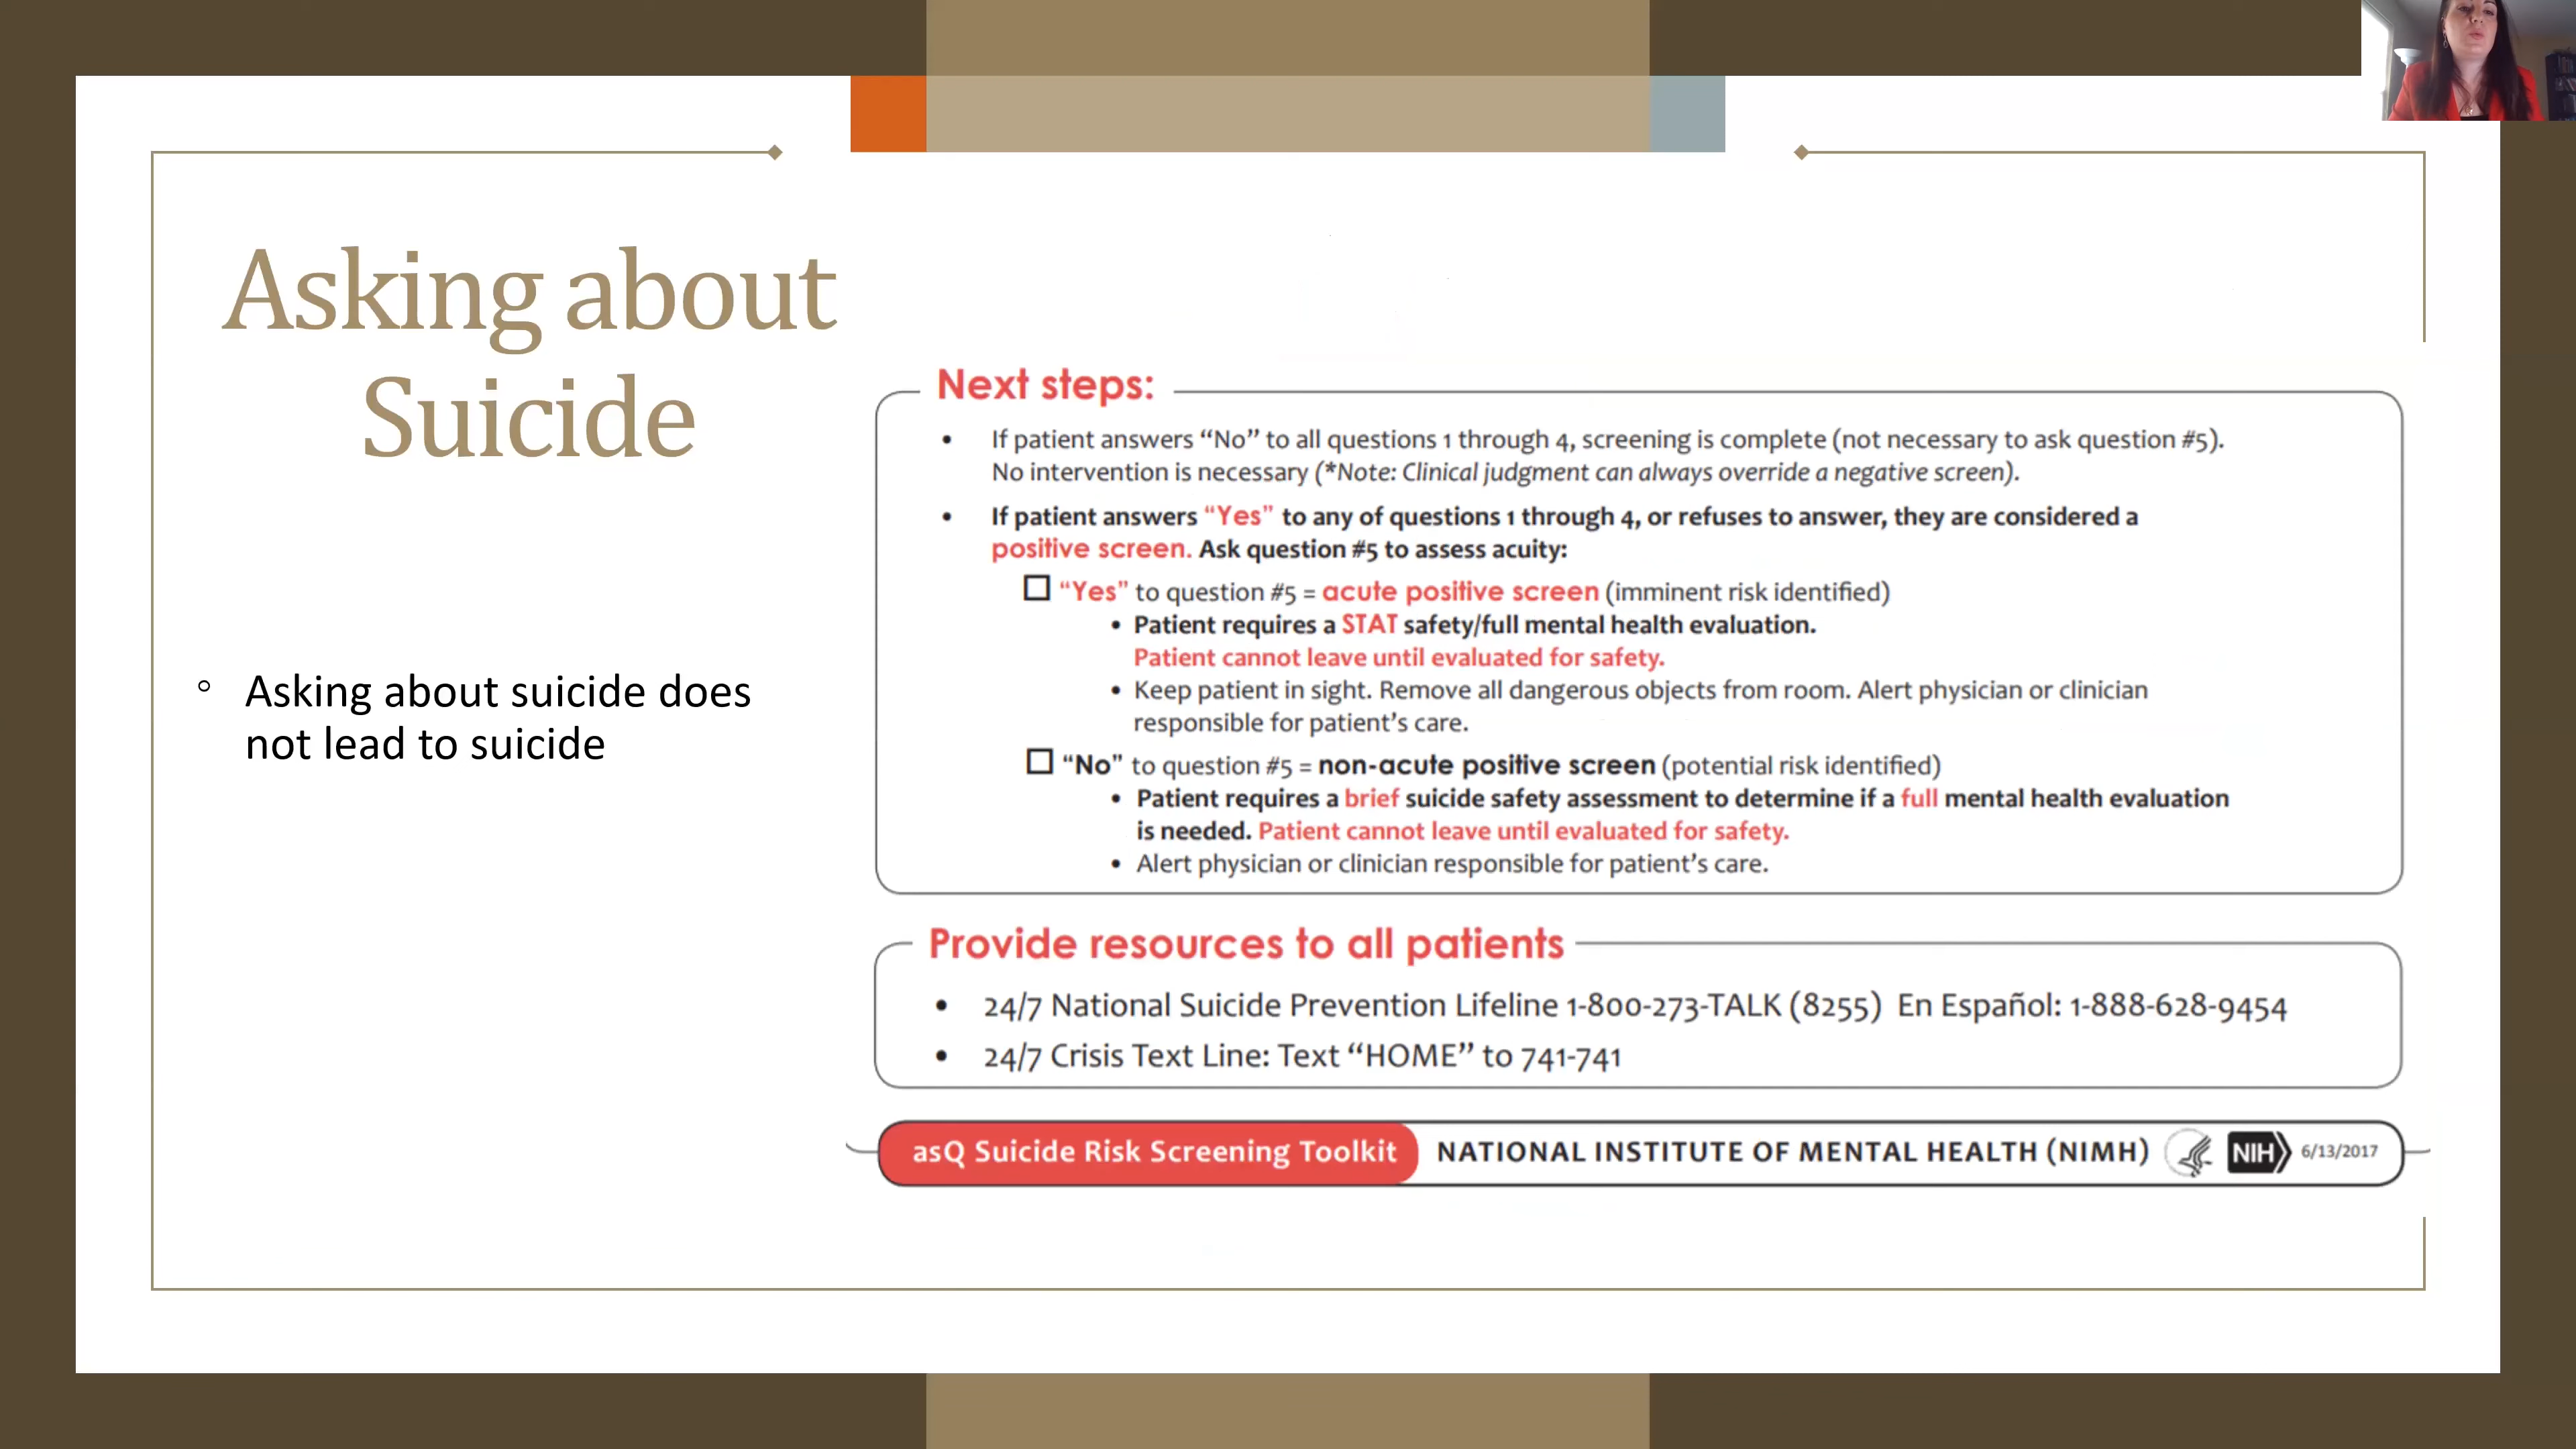 Asking about
Suicide
◦ Asking about suicide does
not lead to suicide
Next steps:
• If patient answers “No” to all questions 1 through 4, screening is complete (not necessary to ask question #5).
No intervention is necessary (*Note: Clinical judgment can always override a negative screen).
• If patient answers “Yes” to any of questions 1 through 4, or refuses to answer, they are considered a
positive screen. Ask question #5 to assess acuity:
☐ “Yes” to question #5 = acute positive screen (imminent risk identified)
• Patient requires a STAT safety/full mental health evaluation.
Patient cannot leave until evaluated for safety.
• Keep patient in sight. Remove all dangerous objects from room. Alert physician or clinician
responsible for patient’s care.
☐ “No” to question #5 = non-acute positive screen (potential risk identified)
• Patient requires a brief suicide safety assessment to determine if a full mental health evaluation
is needed. Patient cannot leave until evaluated for safety.
• Alert physician or clinician responsible for patient’s care.
Provide resources to all patients
• 24/7 National Suicide Prevention Lifeline 1-800-273-TALK (8255) En Español: 1-888-628-9454
• 24/7 Crisis Text Line: Text “HOME” to 741-741
asQ Suicide Risk Screening Toolkit NATIONAL INSTITUTE OF MENTAL HEALTH (NIMH) NIH 6/13/2017